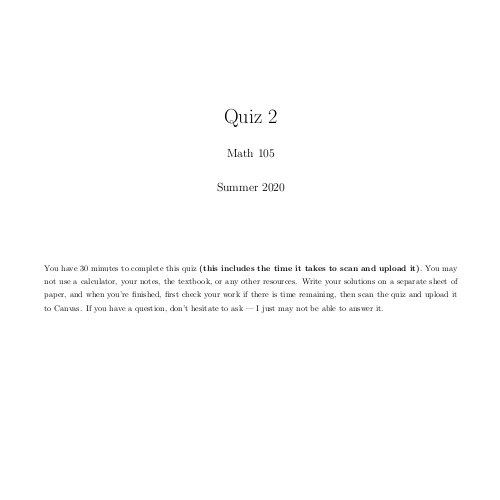 Quiz 2
Math 105
Summer 2020
You have 30 minutes to complete this quiz (this includes the time it takes to scan and upload it). You may
not use a calculator, your notes, the textbook, or any other resources. Write your solutions on a separate sheet of
paper, and when you're finished, first check your work if there is time remaining, then scan the quiz and upload it
to Canvas. If you have a question, don't hesitate to ask — I just may not be able to answer it.